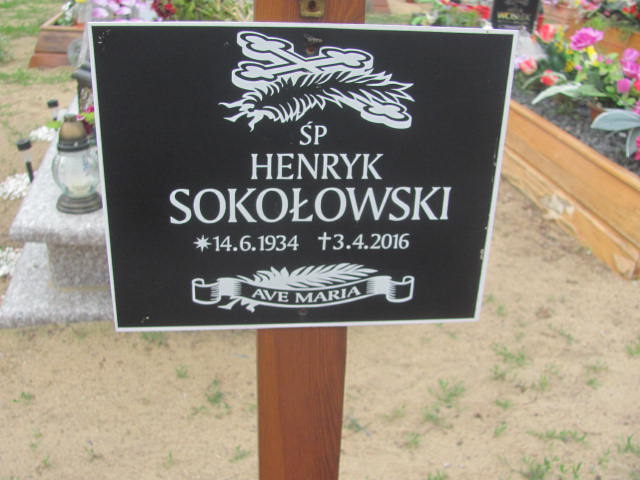 ŚP
HENRYK
SOKOŁOWSKI
*14.6.1934 †3.4.2016
AVE MARIA